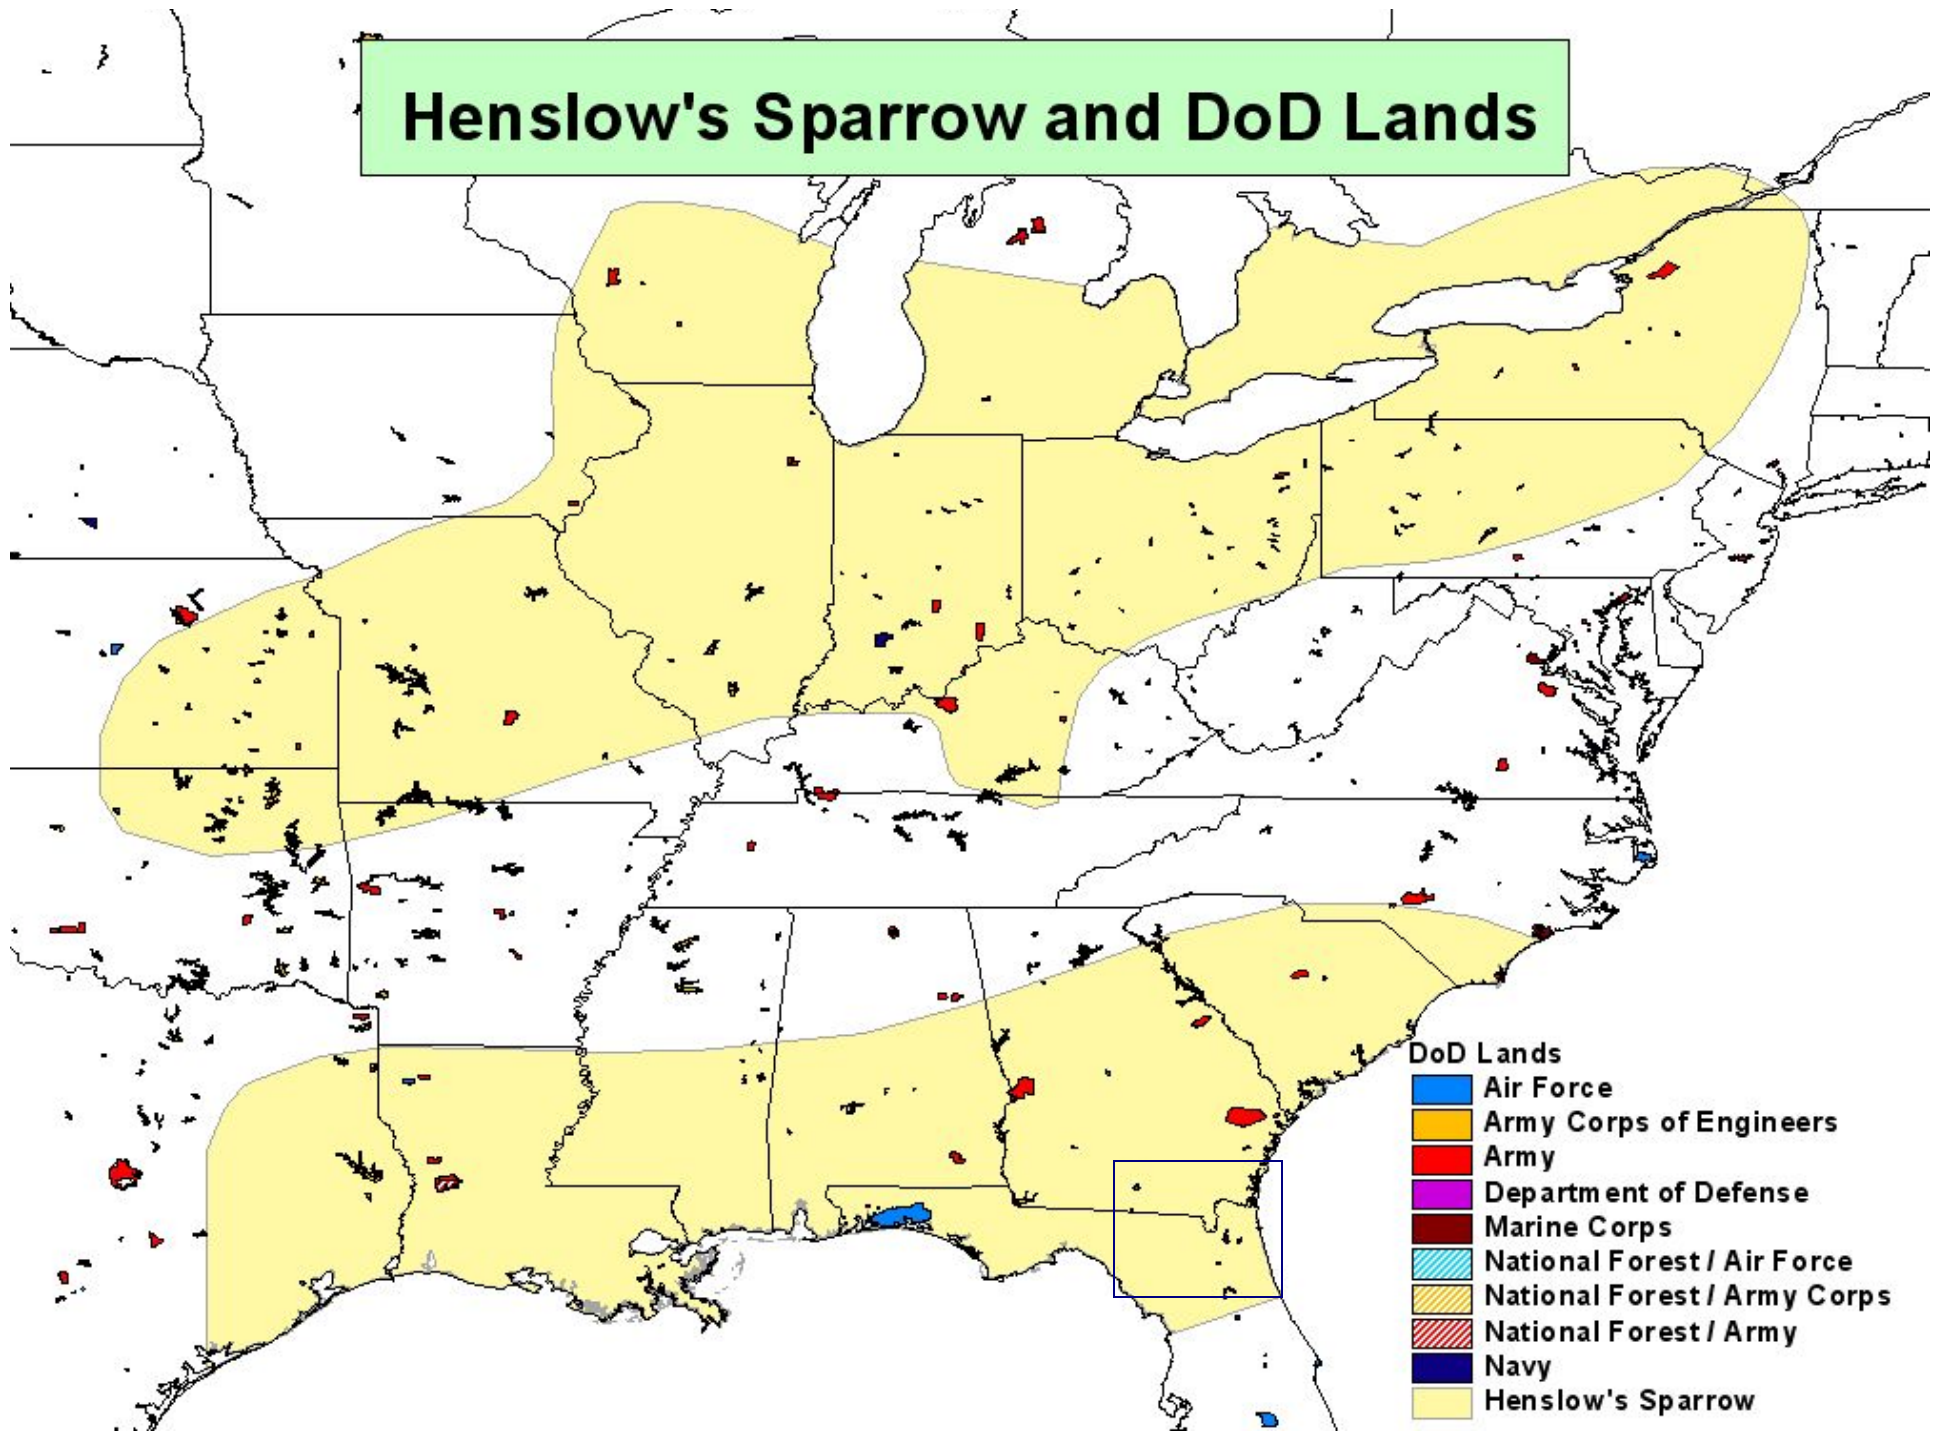 Henslow's Sparrow and DoD Lands
DoD Lands
Air Force
Army Corps of Engineers
Army
Department of Defense
Marine Corps
National Forest / Air Force
National Forest / Army Corps
National Forest / Army
Navy
Henslow's Sparrow